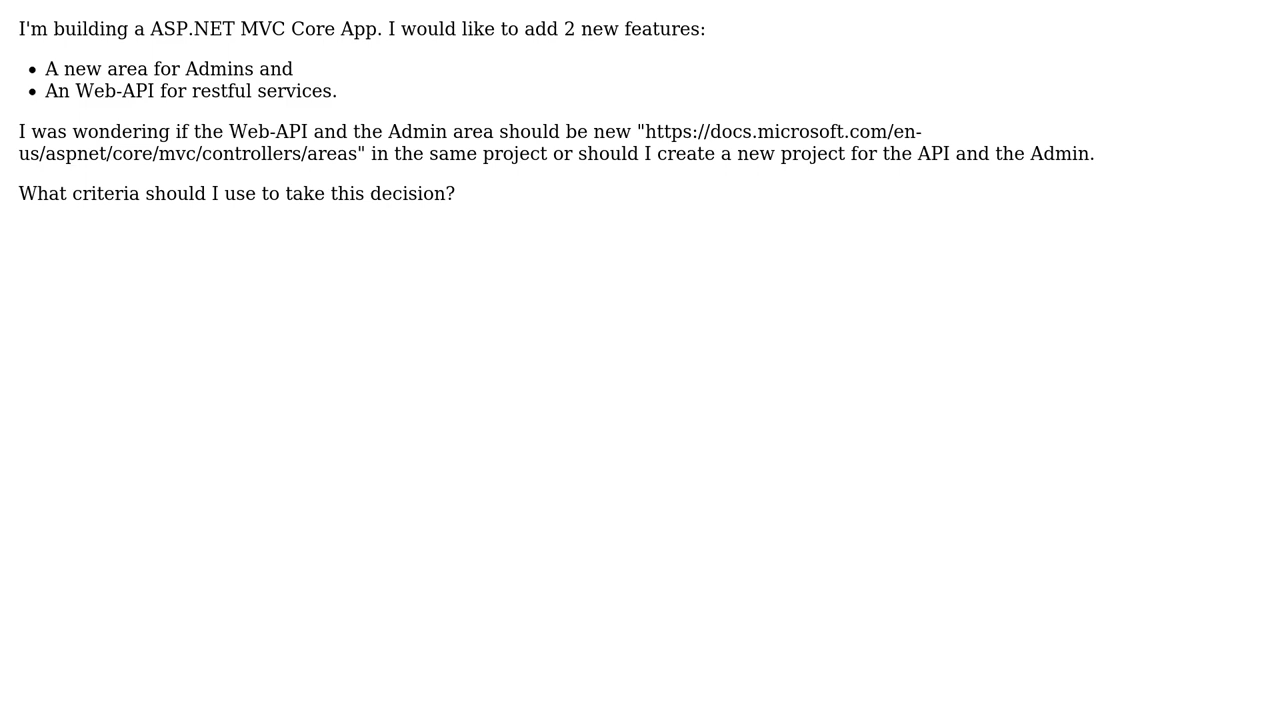 I'm building a ASP.NET MVC Core App. I would like to add 2 new features:
• A new area for Admins and
• An Web-API for restful services.
I was wondering if the Web-API and the Admin area should be new "https://docs.microsoft.com/en-
us/aspnet/core/mvc/controllers/areas" in the same project or should I create a new project for the API and the Admin.
What criteria should I use to take this decision?